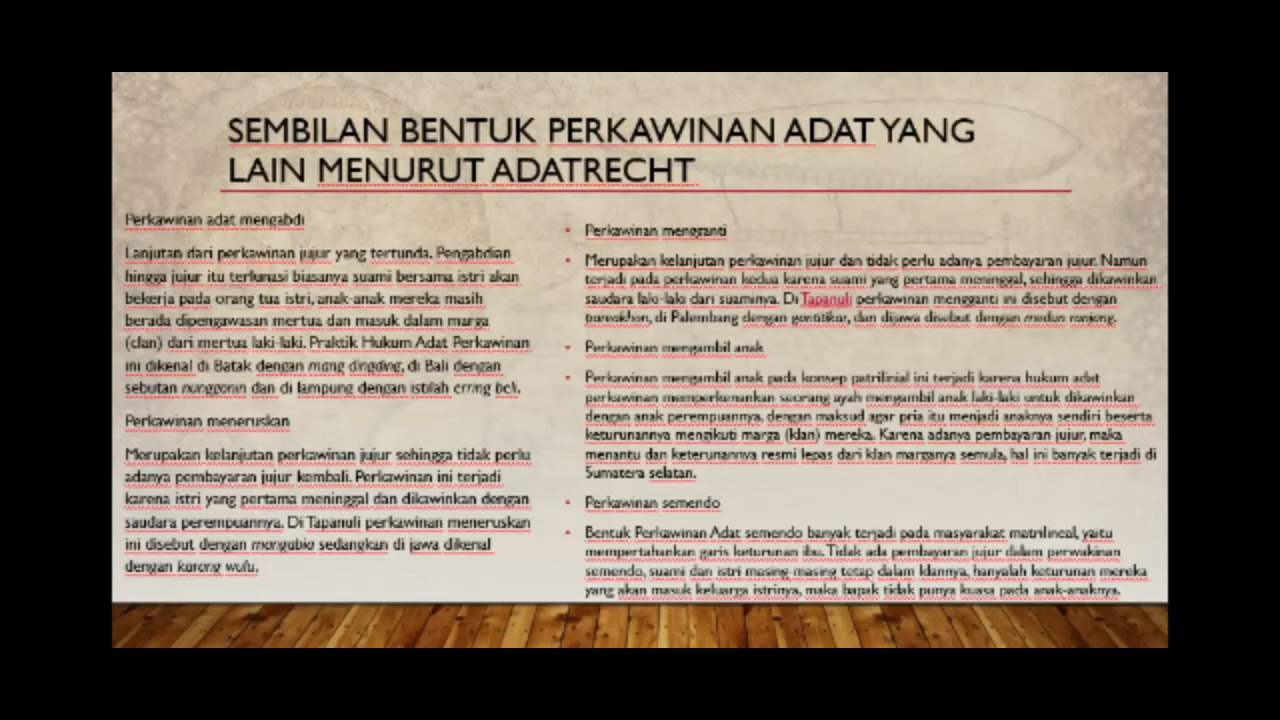 SEMBILAN BENTUK PERKAWINAN ADAT YANG
LAIN MENURUT ADATRECHT
Perkawinan adat mengabdi
Lanjutan dari perkawinan jujur yang tertunda. Pengabdian
hingga jujur itu terlunasi biasanya suami bersama istri akan
bekerja pada orang tua istri, anak-anak mereka masih
berada dipengawasan mertua dan masuk dalam marga
(clan) dari mertua laki-laki. Praktik Hukum Adat Perkawinan
ini dikenal di Batak dengan mang dingding, di Bali dengan
sebutan nunggonin dan di lampung dengan istilah erring beli.
Perkawinan meneruskan
Merupakan kelanjutan perkawinan jujur sehingga tidak perlu
adanya pembayaran jujur kembali. Perkawinan ini terjadi
karena istri yang pertama meninggal dan dikawinkan dengan
saudara perempuannya. Di Tapanuli perkawinan meneruskan
ini disebut dengan mangabia sedangkan di jawa dikenal
dengan karang wulu.
• Perkawinan mengganti
• Merupakan kelanjutan perkawinan jujur dan tidak perlu adanya pembayaran jujur. Namun
terjadi pada perkawinan kedua karena suami yang pertama meninggal, sehingga dikawinkan
saudara laki-laki dari suaminya. Di Tapanuli perkawinan mengganti ini disebut dengan
di Palembang dengan dan dijawa disebut dengan medun ranjang.
• Perkawinan mengambil anak
• Perkawinan mengambil anak pada konsep patrilinial ini terjadi karena hukum adat
perkawinan memperkenankan seorang ayah mengambil anak laki-laki untuk dikawinkan
dengan anak perempuannya, dengan maksud agar pria itu menjadi anaknya sendiri beserta
keturunannya mengikuti marga (klan) mereka. Karena adanya pembayaran jujur, maka
menantu dan keterunannya resmi lepas dari klan marganya semula, hal ini banyak terjadi di
Sumatera selatan.
• Perkawinan semendo
• Bentuk Perkawinan Adat semendo banyak terjadi pada masyarakat matrilineal, yaitu
mempertahankan garis keturunan ibu. Tidak ada pembayaran jujur dalam perwakinan
semendo, suami dan istri masing-masing tetap dalam klannya, hanyalah keturunan mereka
yang akan masuk keluarga istrinya, maka bapak tidak punya kuasa pada anak-anaknya.